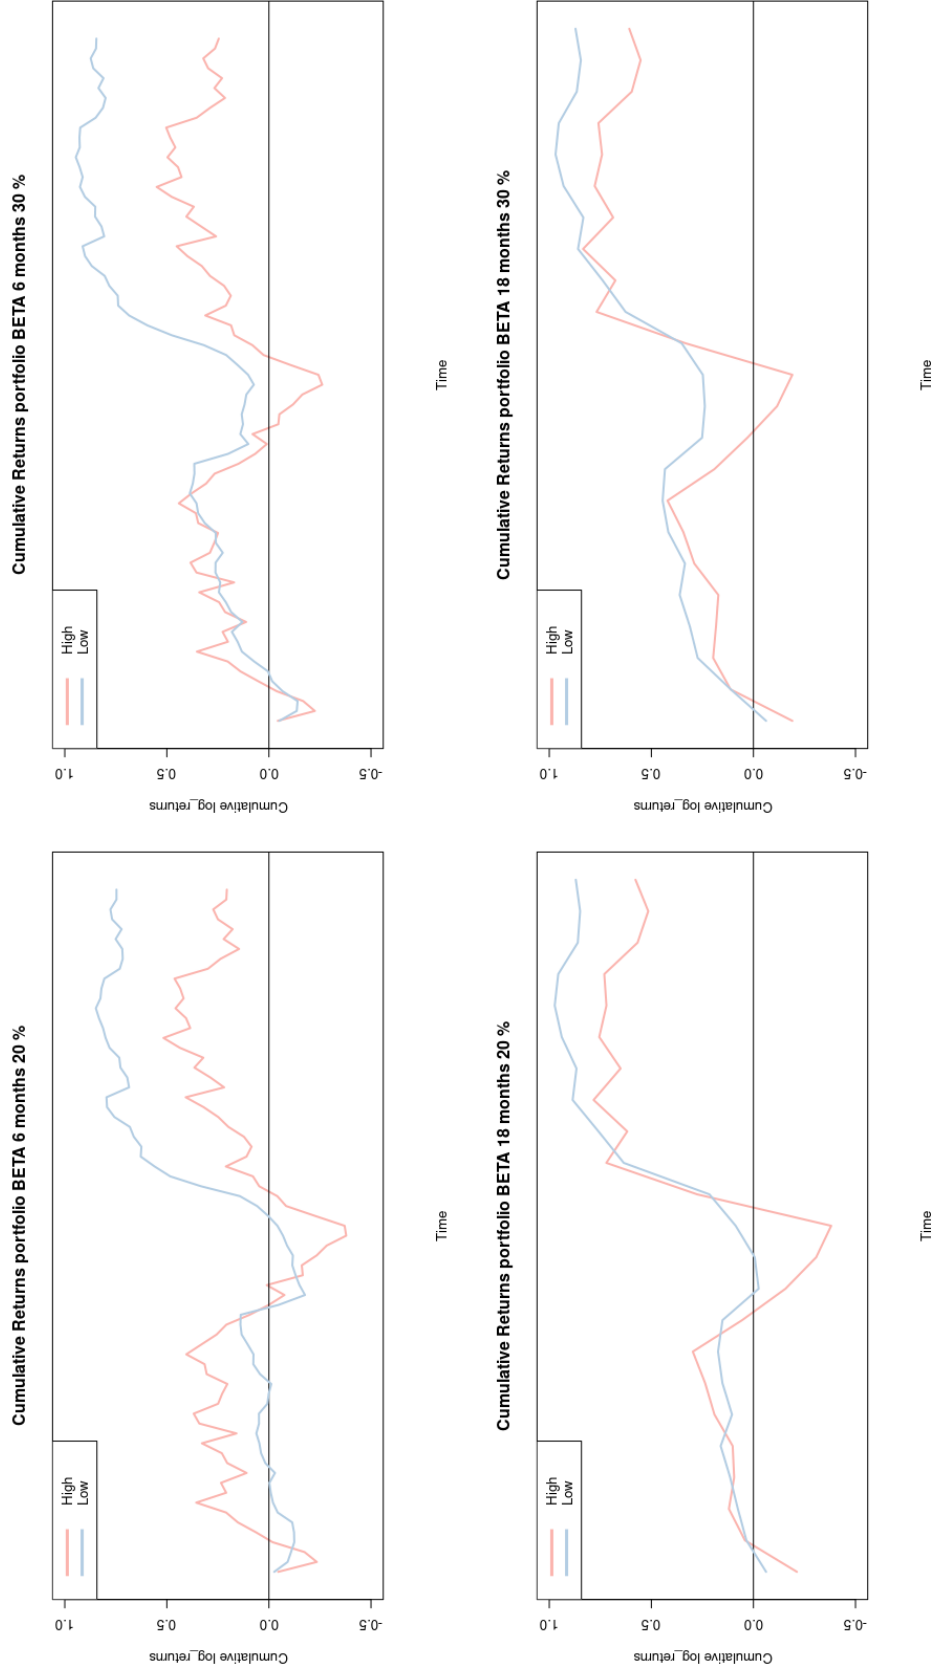 Cumulative Returns portfolio BETA 6 months 20 %
High
Low
1.0
0.5
0.0
-0.5
Cumulative log_returns
Time
Cumulative Returns portfolio BETA 6 months 30 %
High
Low
1.0
0.5
0.0
-0.5
Cumulative log_returns
Time
Cumulative Returns portfolio BETA 18 months 20 %
High
Low
1.0
0.5
0.0
-0.5
Cumulative log_returns
Time
Cumulative Returns portfolio BETA 18 months 30 %
High
Low
1.0
0.5
0.0
-0.5
Cumulative log_returns
Time